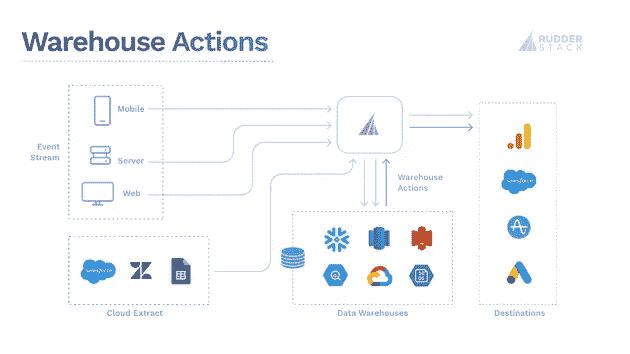 Warehouse Actions
RUDDER
STACK
Mobile
Event
Stream
Server
Web
Warehouse
Actions
salesforce
salesforce
Cloud Extract
Data Warehouses
Destinations